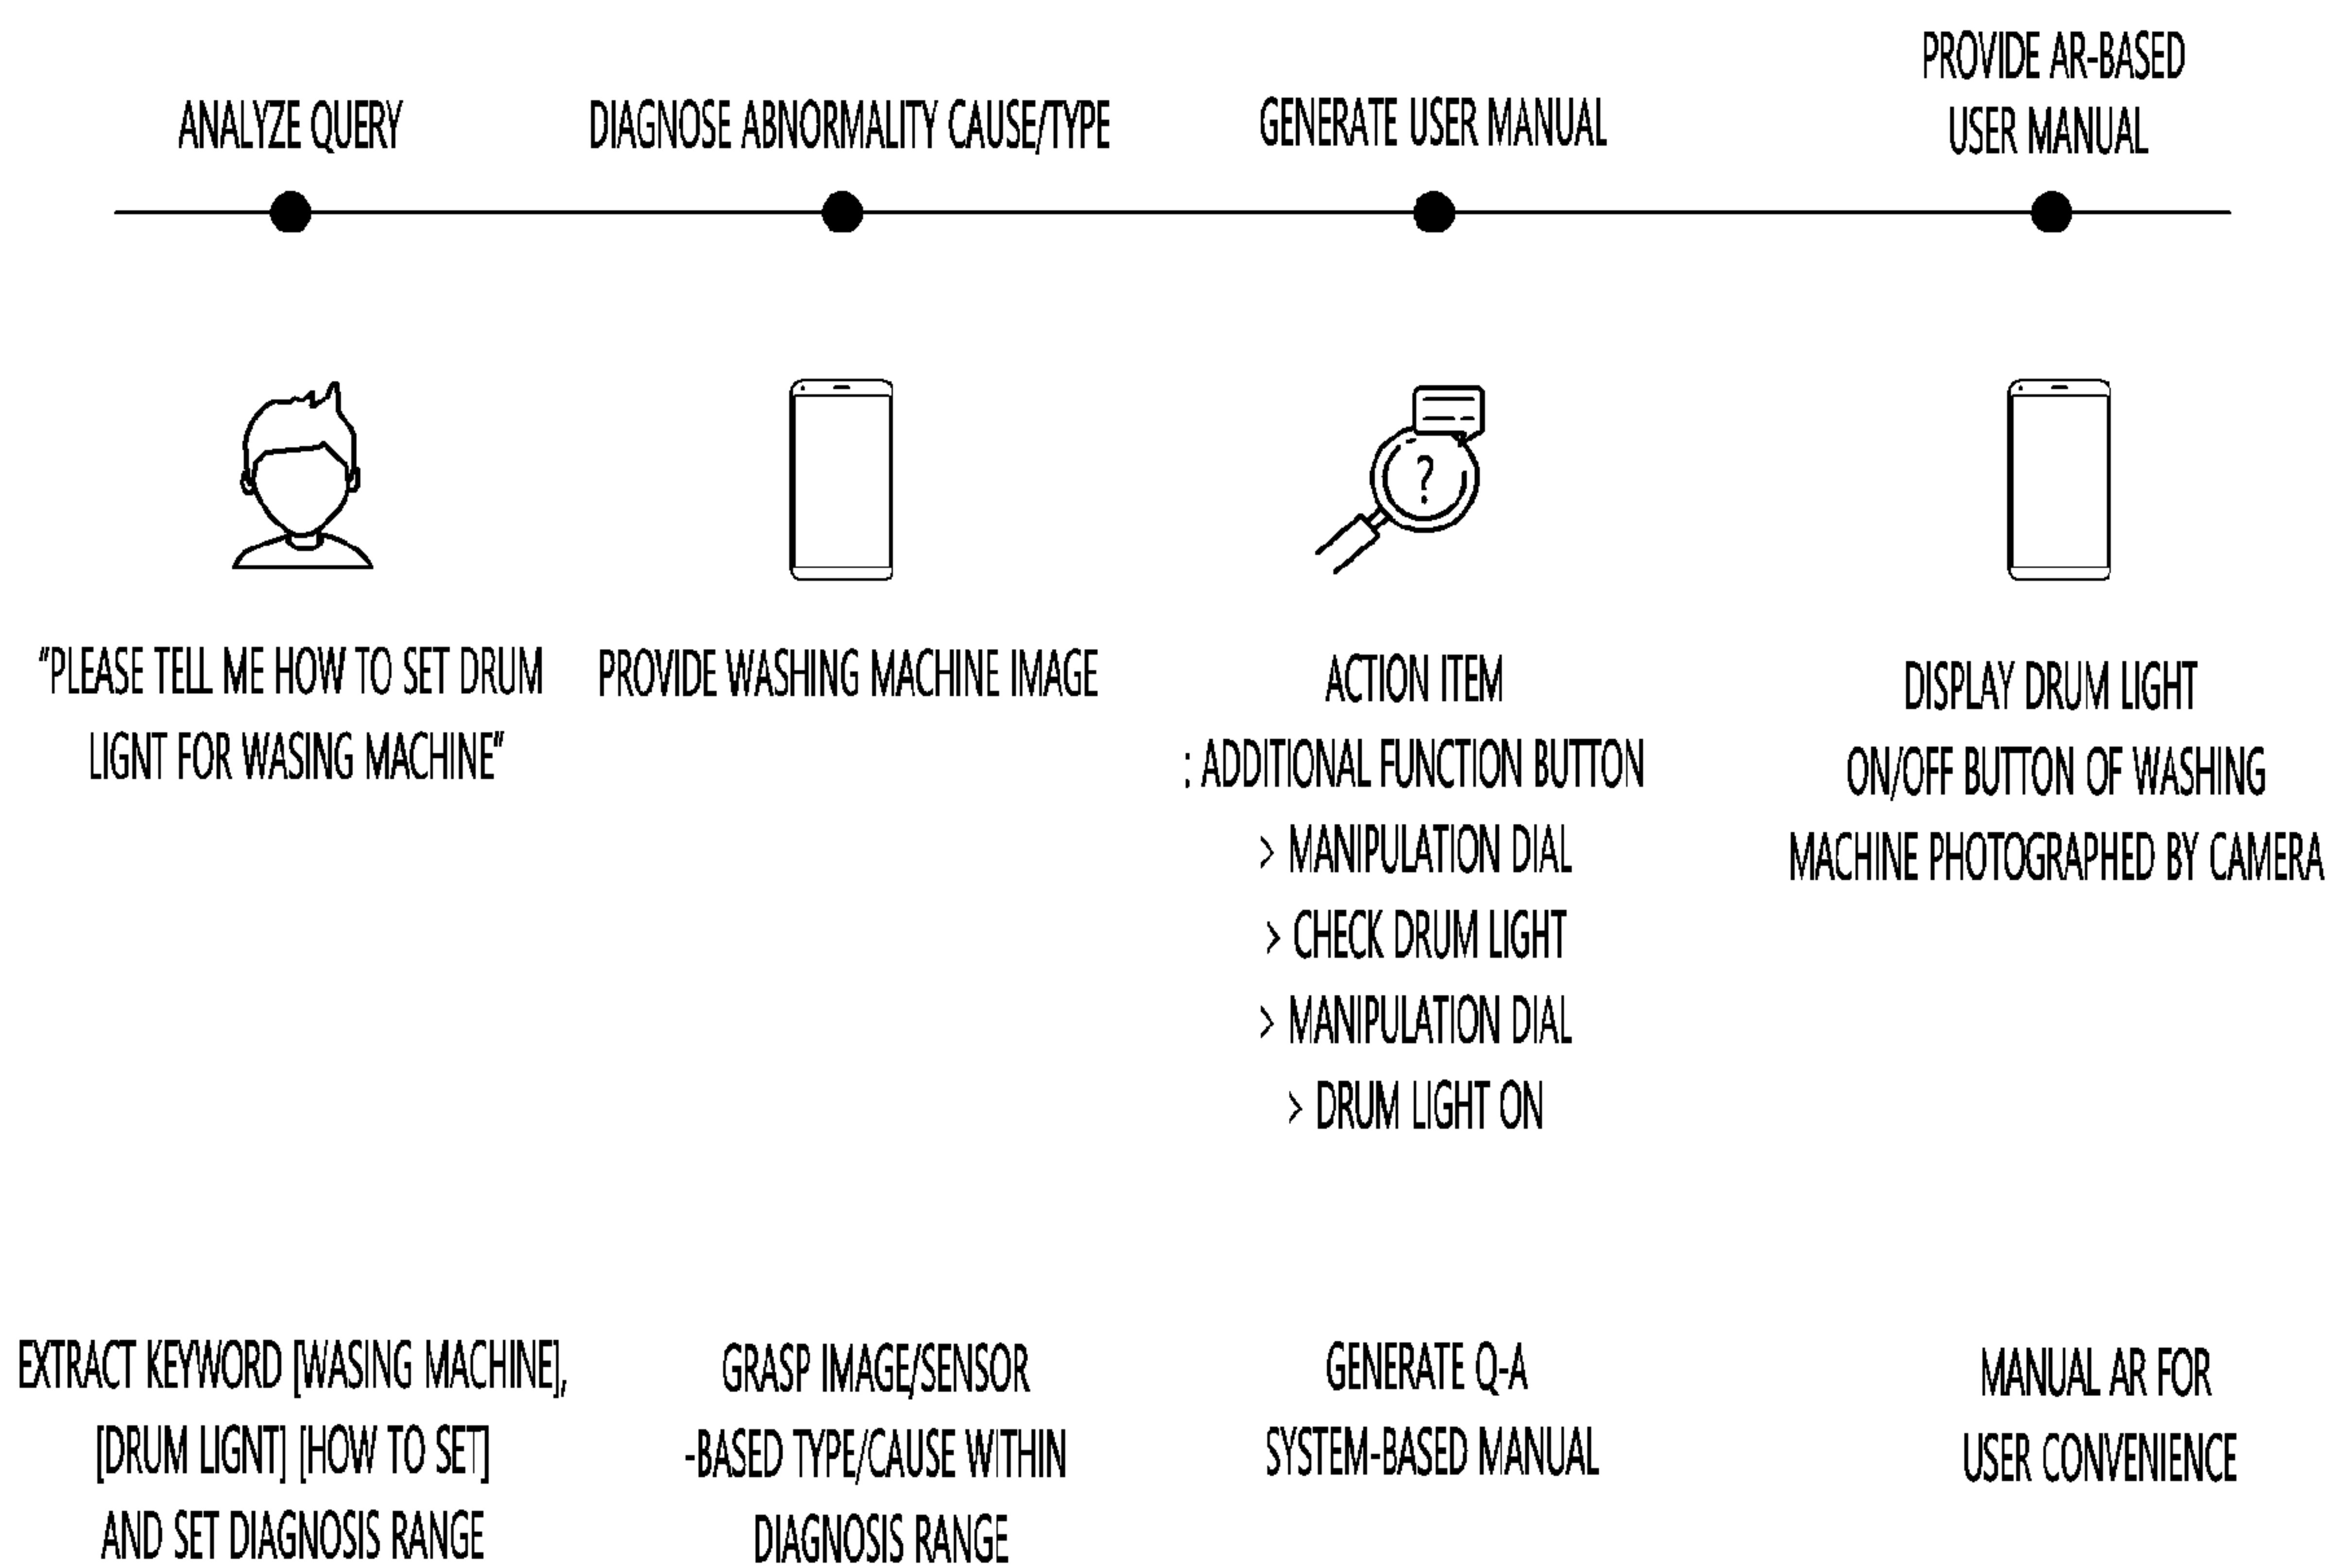 ANALYZE QUERY
DIAGNOSE ABNORMALITY CAUSE/TYPE
GENERATE USER MANUAL
PROVIDE AR-BASED
USER MANUAL
?
"PLEASE TELL ME HOW TO SET DRUM
LIGNT FOR WASING MACHINE"
PROVIDE WASHING MACHINE IMAGE
ACTION ITEM
; ADDITIONAL FUNCTION BUTTON
> MANIPULATION DIAL
> CHECK DRUM LIGHT
> MANIPULATION DIAL
> DRUM LIGHT ON
DISPLAY DRUM LIGHT
ON/OFF BUTTON OF WASHING
MACHINE PHOTOGRAPHED BY CAMERA
EXTRACT KEYWORD [WASING MACHINE],
[DRUM LIGNT] [HOW TO SET]
AND SET DIAGNOSIS RANGE
GRASP IMAGE/SENSOR
-BASED TYPE/CAUSE WITHIN
DIAGNOSIS RANGE
GENERATE Q-A
SYSTEM-BASED MANUAL
MANUAL AR FOR
USER CONVENIENCE